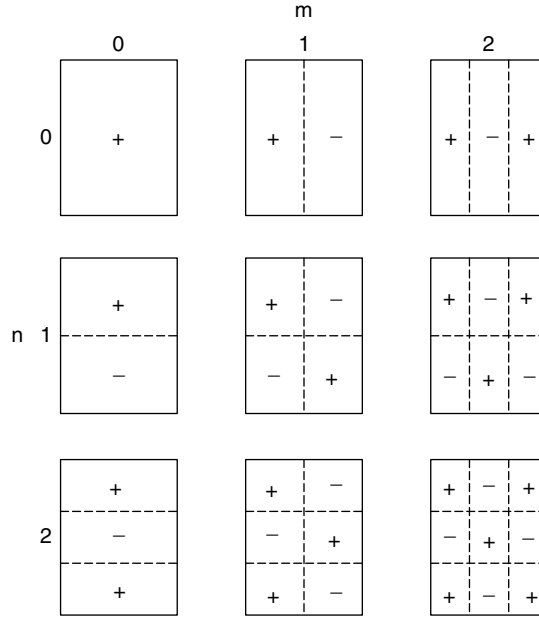 m
0 1 2
0 + + − + − +
+ + − + − +
n 1
− − + − + −
+ + − + − +
2 − − + − + −
+ + − + − +